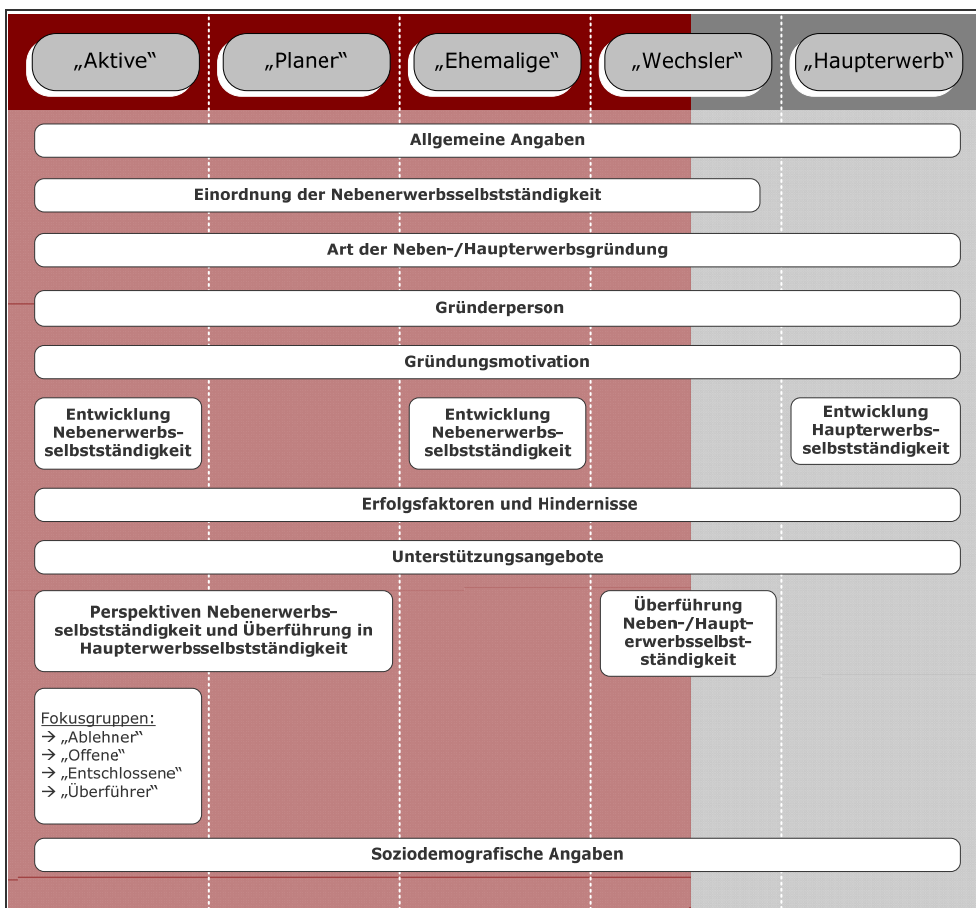 „Aktive“
„Planer“
„Ehemalige“
„Wechsler“
„Haupterwerb“
Allgemeine Angaben
Einordnung der Nebenerwerbsselbstständigkeit
Art der Neben-/Haupterwerbsgründung
Gründerperson
Gründungsmotivation
Entwicklung
Nebenerwerbs-
selbstständigkeit
Entwicklung
Nebenerwerbs-
selbstständigkeit
Entwicklung
Haupterwerbs-
selbstständigkeit
Erfolgsfaktoren und Hindernisse
Unterstützungsangebote
Perspektiven Nebenerwerbs-
selbstständigkeit und Überführung in
Haupterwerbsselbstständigkeit
Überführung
Neben-/Haupt-
erwerbsselbst-
ständigkeit
Fokusgruppen:
→ „Ablehner“
→ „Offene“
→ „Entschlossene“
→ „Überführer“
Soziodemografische Angaben